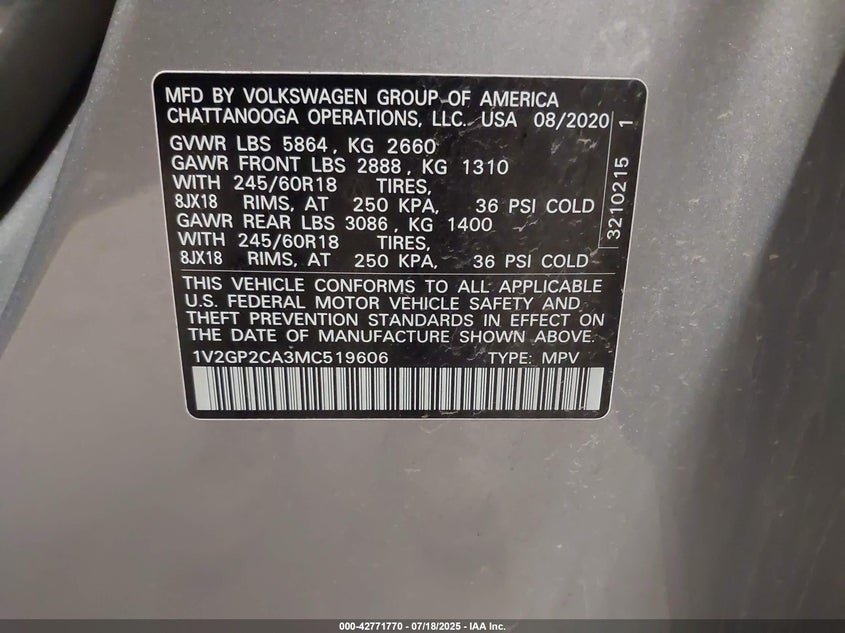 MFD BY VOLKSWAGEN GROUP OF AMERICA
CHATTANOOGA OPERATIONS, LLC. USA 08/2020
GVWR LBS 5864, KG 2660
GAWR FRONT LBS 2888, KG 1310
WITH 245/60R18 TIRES,
8JX18 RIMS, AT 250 KPA, 36 PSI COLD
GAWR REAR LBS 3086, KG 1400
WITH 245/60R18 TIRES,
8JX18 RIMS, AT 250 KPA, 36 PSI COLD
3210215 1
THIS VEHICLE CONFORMS TO ALL APPLICABLE
U.S. FEDERAL MOTOR VEHICLE SAFETY AND
THEFT PREVENTION STANDARDS IN EFFECT ON
THE DATE OF MANUFACTURE SHOWN ABOVE.
1V2GP2CA3MC519606 TYPE: MPV
000-42771770 - 07/18/2025 - IAA Inc.